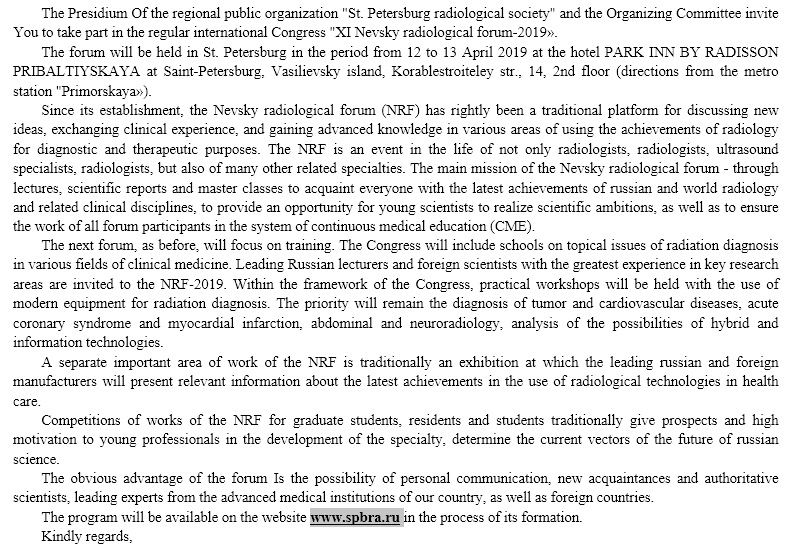 The Presidium Of the regional public organization "St. Petersburg radiological society" and the Organizing Committee invite
You to take part in the regular international Congress "XI Nevsky radiological forum-2019».
The forum will be held in St. Petersburg in the period from 12 to 13 April 2019 at the hotel PARK INN BY RADISSON
PRIBALTIYSKAYA at Saint-Petersburg, Vasilievsky island, Korablestroiteley str., 14, 2nd floor (directions from the metro
station "Primorskaya»).
Since its establishment, the Nevsky radiological forum (NRF) has rightly been a traditional platform for discussing new
ideas, exchanging clinical experience, and gaining advanced knowledge in various areas of using the achievements of radiology
for diagnostic and therapeutic purposes. The NRF is an event in the life of not only radiologists, radiologists, ultrasound
specialists, radiologists, but also of many other related specialties. The main mission of the Nevsky radiological forum - through
lectures, scientific reports and master classes to acquaint everyone with the latest achievements of russian and world radiology
and related clinical disciplines, to provide an opportunity for young scientists to realize scientific ambitions, as well as to ensure
the work of all forum participants in the system of continuous medical education (CME).
The next forum, as before, will focus on training. The Congress will include schools on topical issues of radiation diagnosis
in various fields of clinical medicine. Leading Russian lecturers and foreign scientists with the greatest experience in key research
areas are invited to the NRF-2019. Within the framework of the Congress, practical workshops will be held with the use of
modern equipment for radiation diagnosis. The priority will remain the diagnosis of tumor and cardiovascular diseases, acute
coronary syndrome and myocardial infarction, abdominal and neuroradiology, analysis of the possibilities of hybrid and
information technologies.
A separate important area of work of the NRF is traditionally an exhibition at which the leading russian and foreign
manufacturers will present relevant information about the latest achievements in the use of radiological technologies in health
care.
Competitions of works of the NRF for graduate students, residents and students traditionally give prospects and high
motivation to young professionals in the development of the specialty, determine the current vectors of the future of russian
science.
The obvious advantage of the forum Is the possibility of personal communication, new acquaintances and authoritative
scientists, leading experts from the advanced medical institutions of our country, as well as foreign countries.
The program will be available on the website www.spbra.ru in the process of its formation.
Kindly regards,